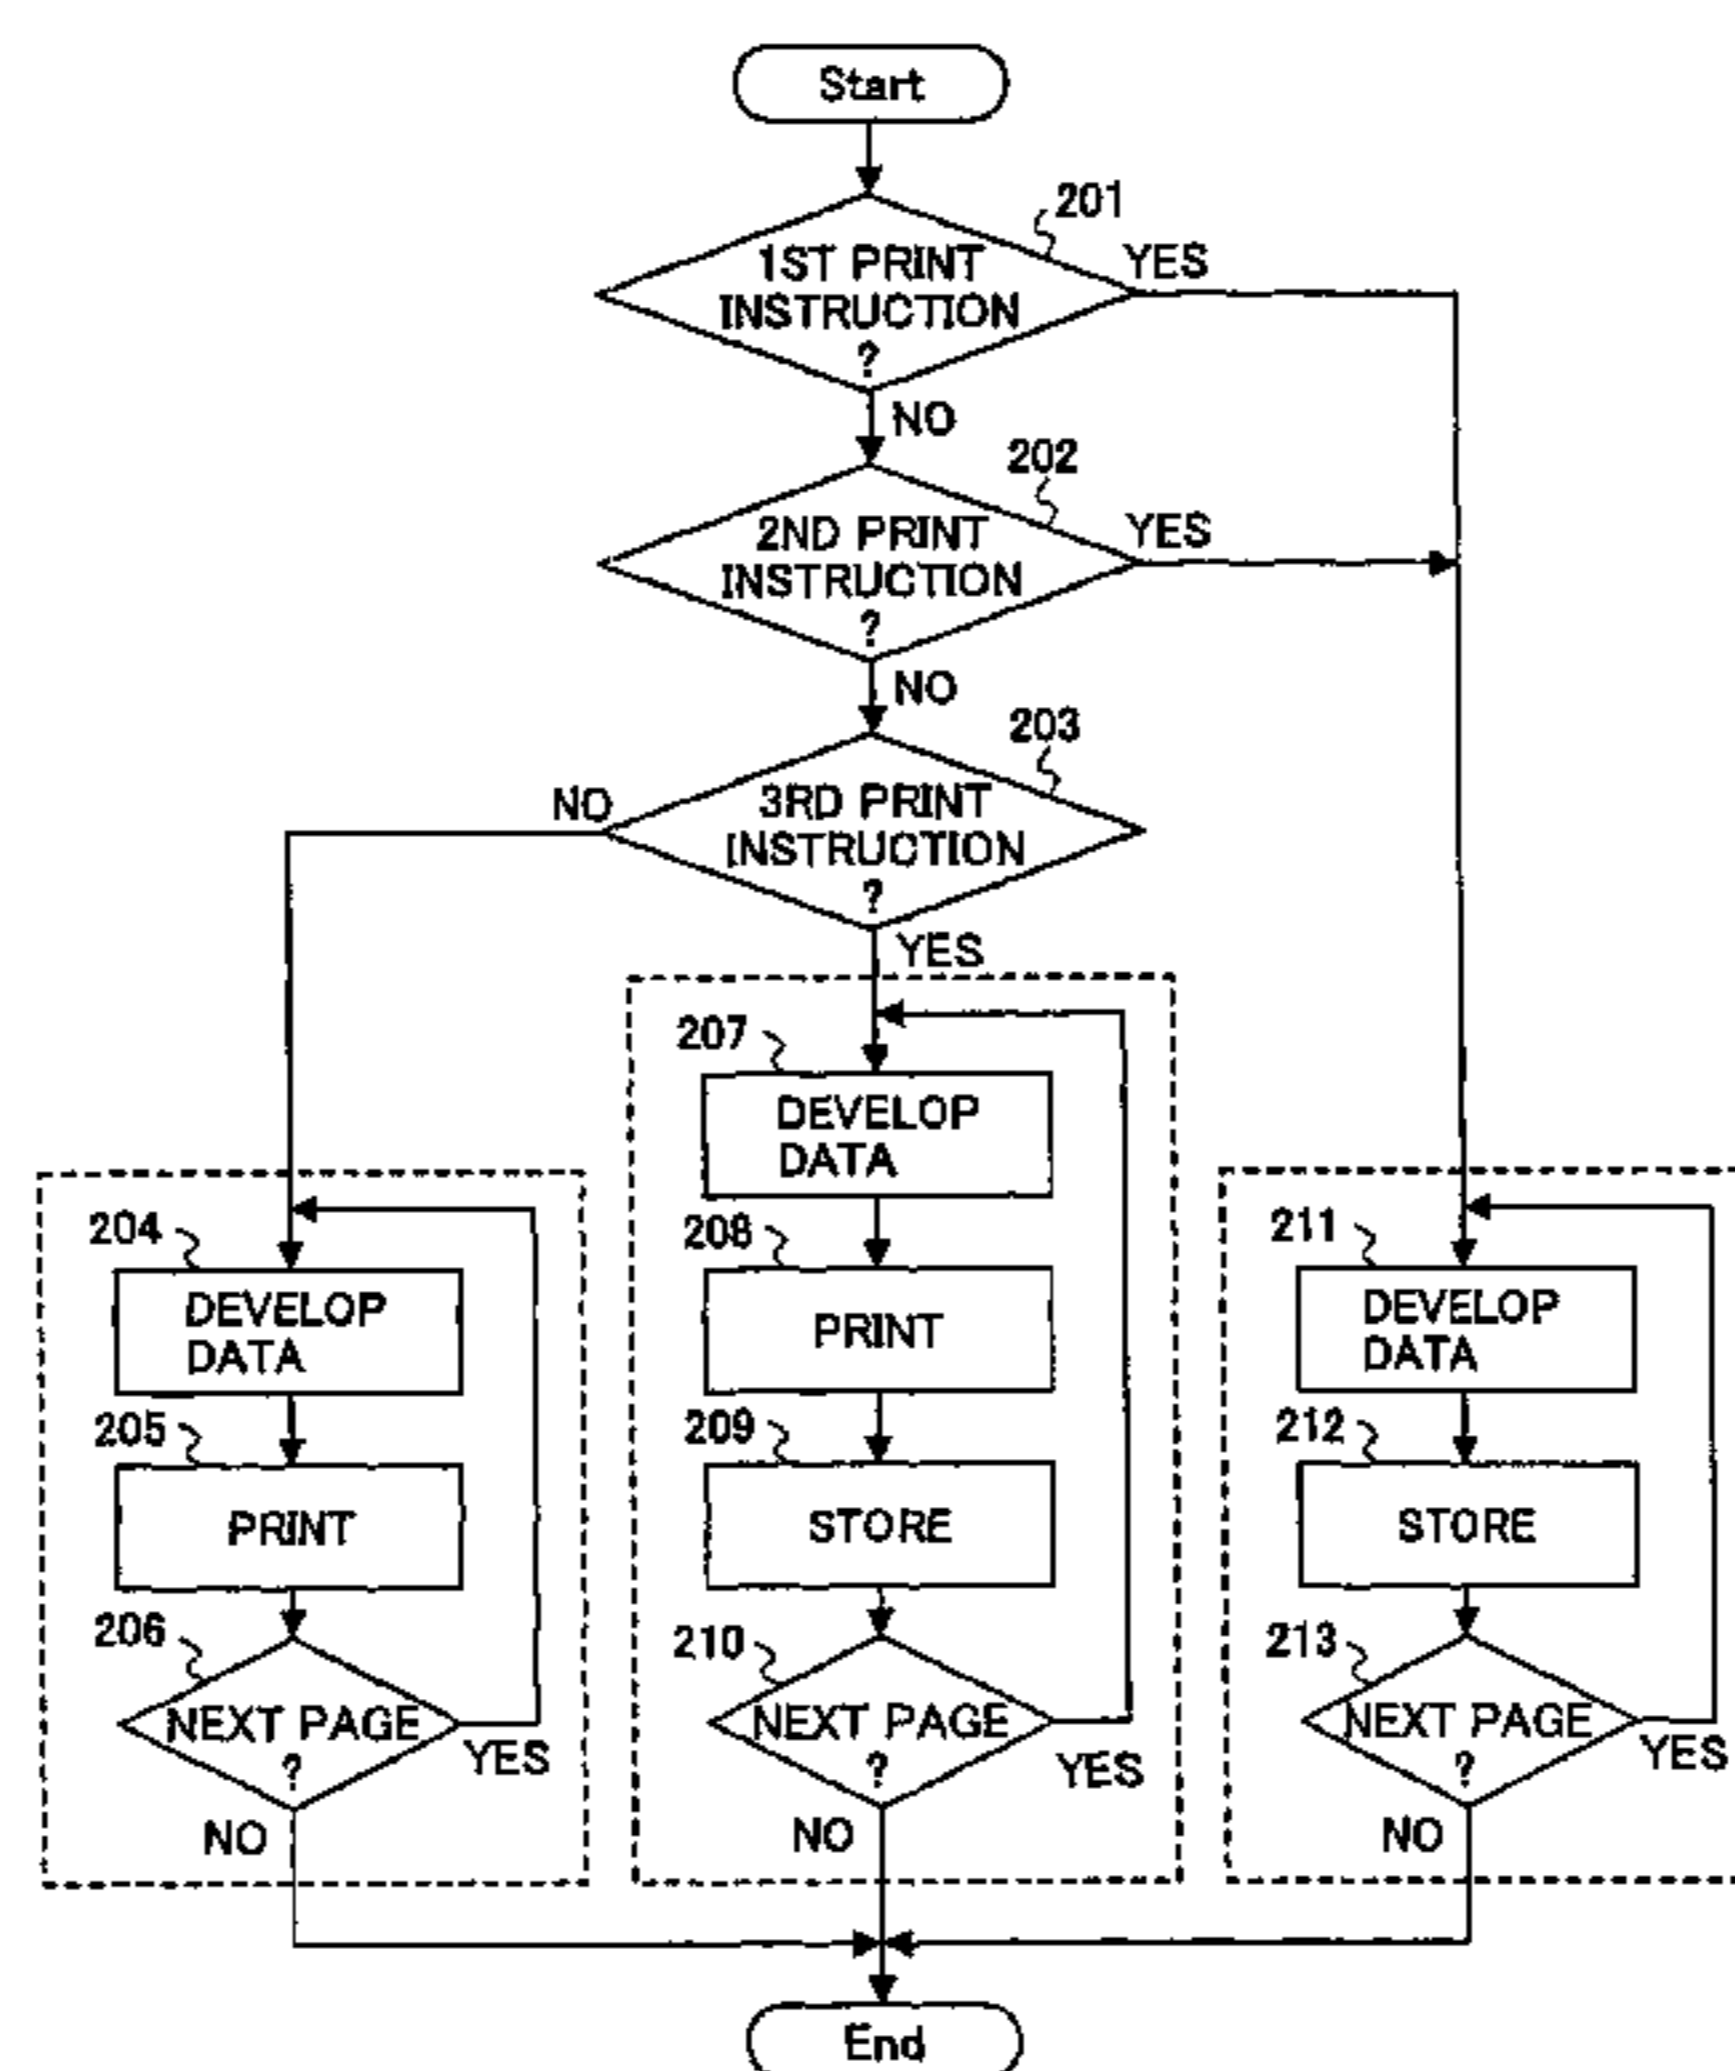 Start
201
1ST PRINT
INSTRUCTION
?
YES
NO
202
2ND PRINT
INSTRUCTION
?
YES
NO
203
3RD PRINT
INSTRUCTION
?
NO
YES
207
DEVELOP
DATA
208
PRINT
209
STORE
210
NEXT PAGE
?
YES
NO
204
DEVELOP
DATA
205
PRINT
206
NEXT PAGE
?
YES
NO
211
DEVELOP
DATA
212
STORE
213
NEXT PAGE
?
YES
NO
End